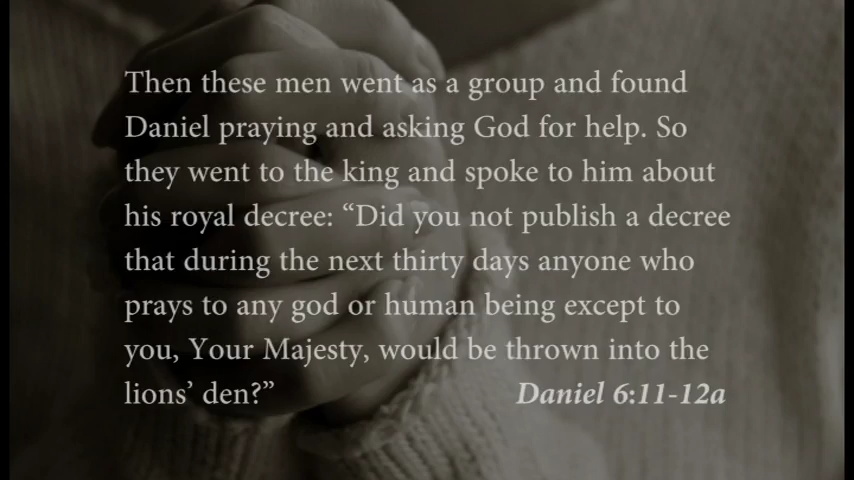 Then these men went as a group and found
Daniel praying and asking God for help. So
they went to the king and spoke to him about
his royal decree: “Did you not publish a decree
that during the next thirty days anyone who
prays to any god or human being except to
you, Your Majesty, would be thrown into the
lions’ den?” Daniel 6:11-12a